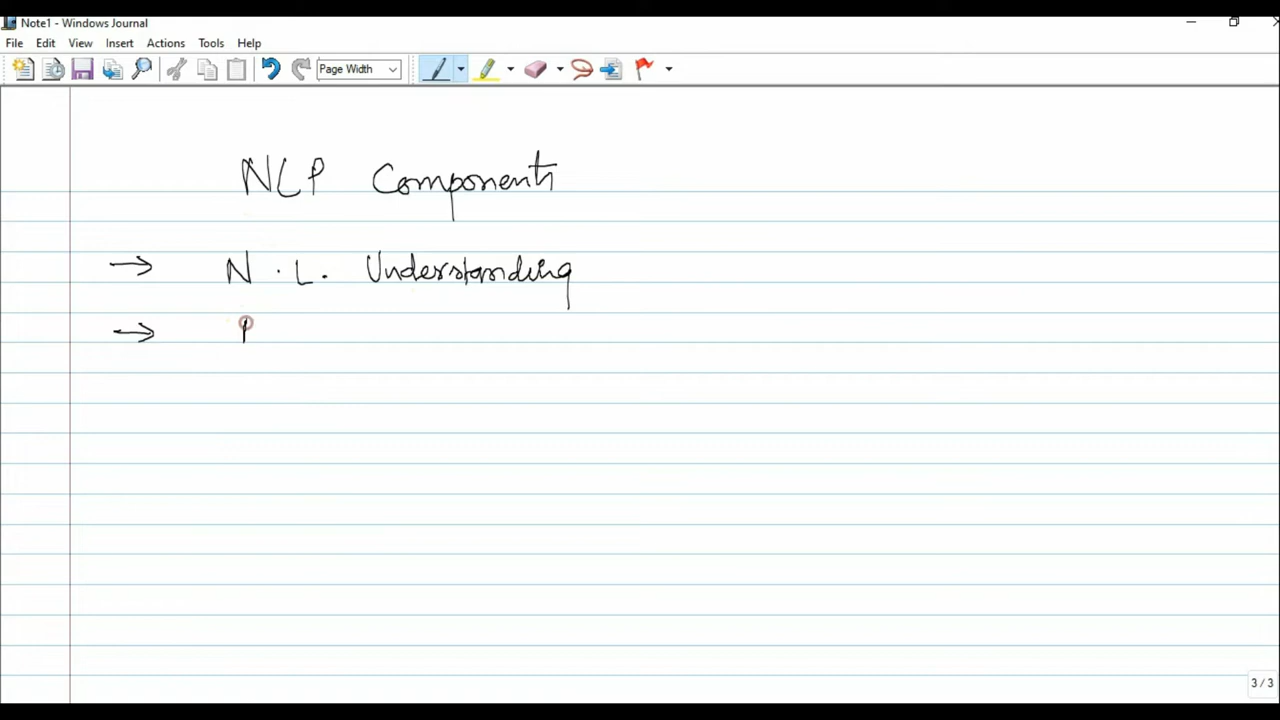 Note1 - Windows Journal
File Edit View Insert Actions Tools Help
Page Width
NLP Components
→ N.L. Understanding
→
3 / 3